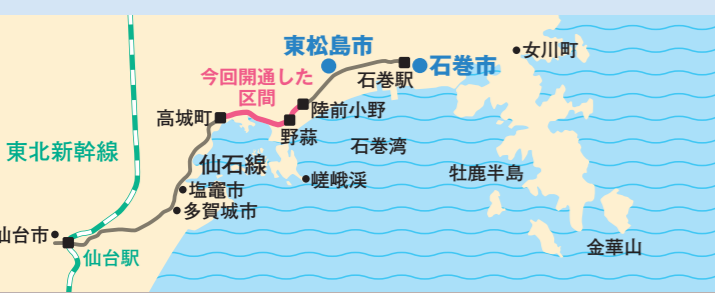 東松島市
石巻市
女川町
今回開通した
区間
石巻駅
高城町
陸前小野
野蒜
東北新幹線
仙石線
石巻湾
嵯峨渓
牡鹿半島
塩竈市
多賀城市
仙台市
仙台駅
金華山